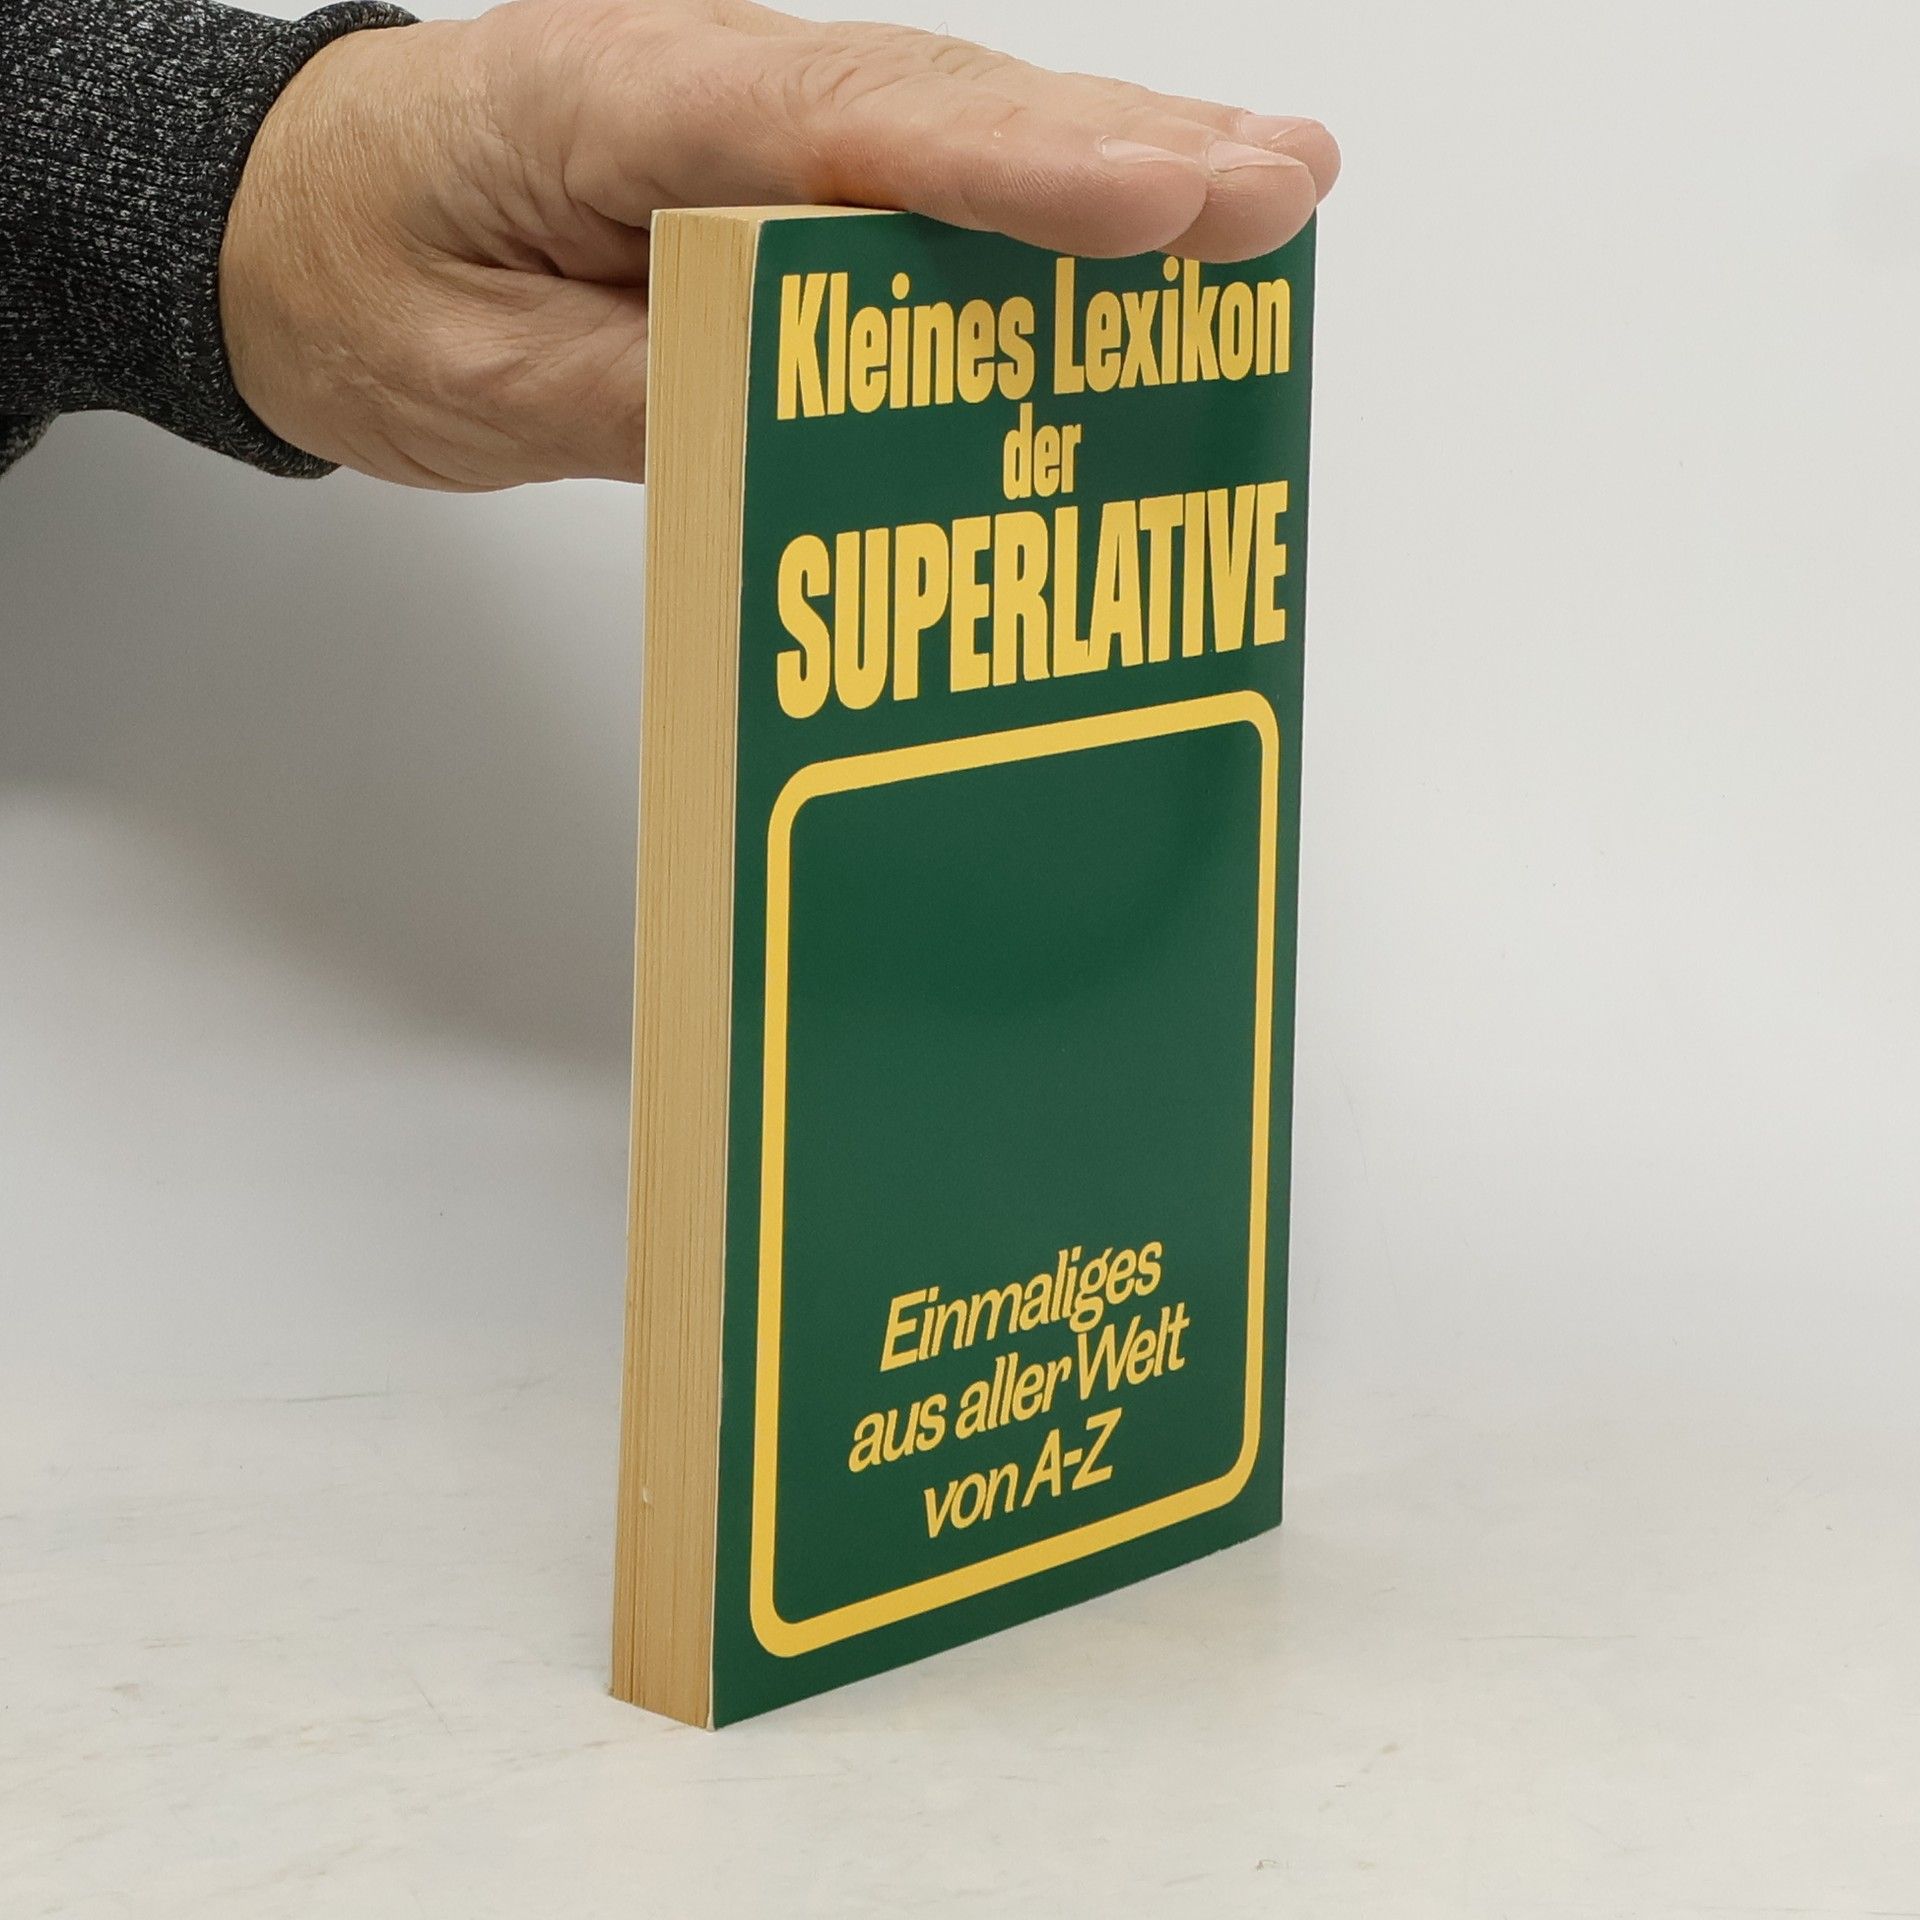 Kleines Lexikon
der
SUPERLATIVE
Einmaliges
aus aller Welt
von A-Z